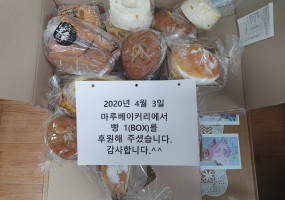 2020년 4월 3일
마루베이커리에서
빵 1(BOX)를
후원해 주셨습니다.
감사합니다.^^